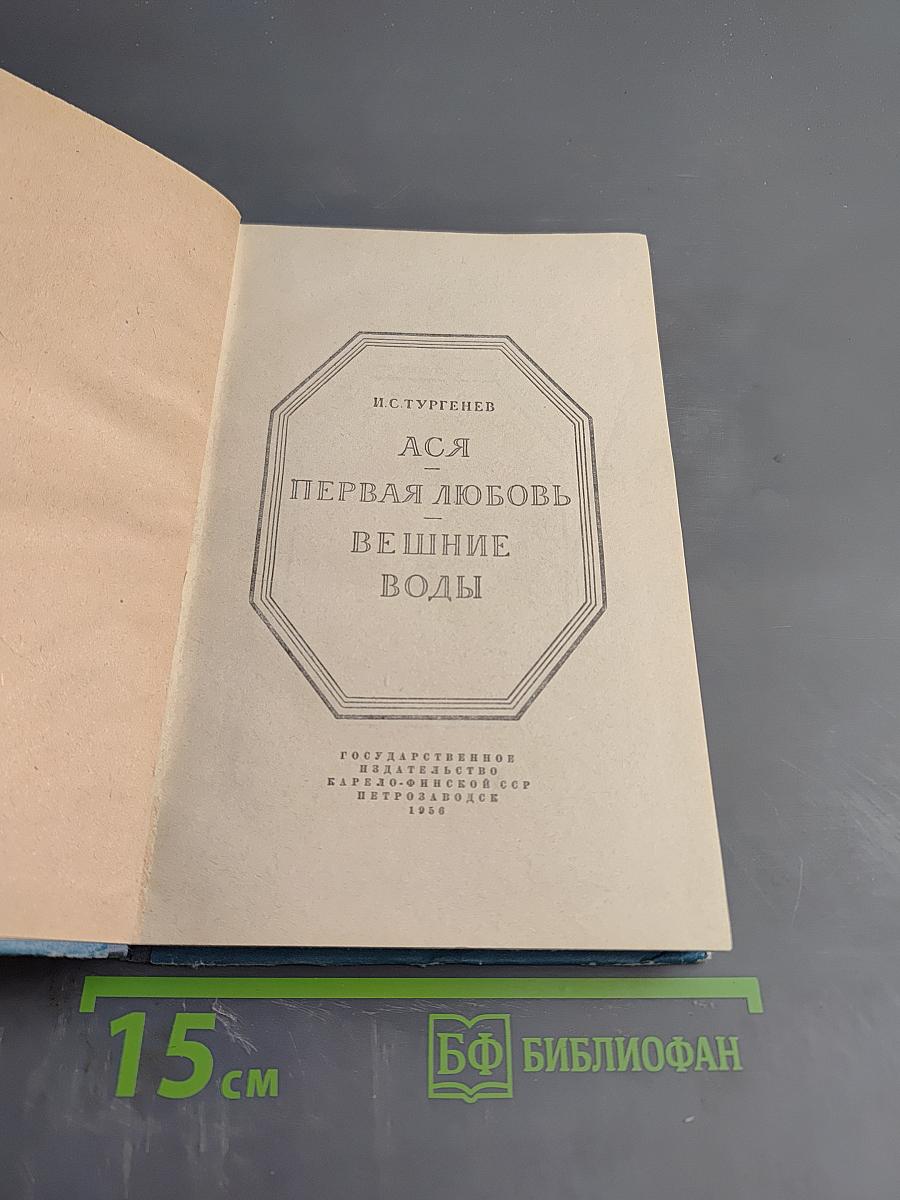 И.С.ТУРГЕНЕВ
АСЯ
ПЕРВАЯ ЛЮБОВЬ
ВЕШНИЕ
ВОДЫ
ГОСУДАРСТВЕННОЕ
ИЗДАТЕЛЬСТВО
КАРЕЛО-ФИНСКОЙ ССР
ПЕТРОЗАВОДСК
1956
15 см
БФ БИБЛИОФАН